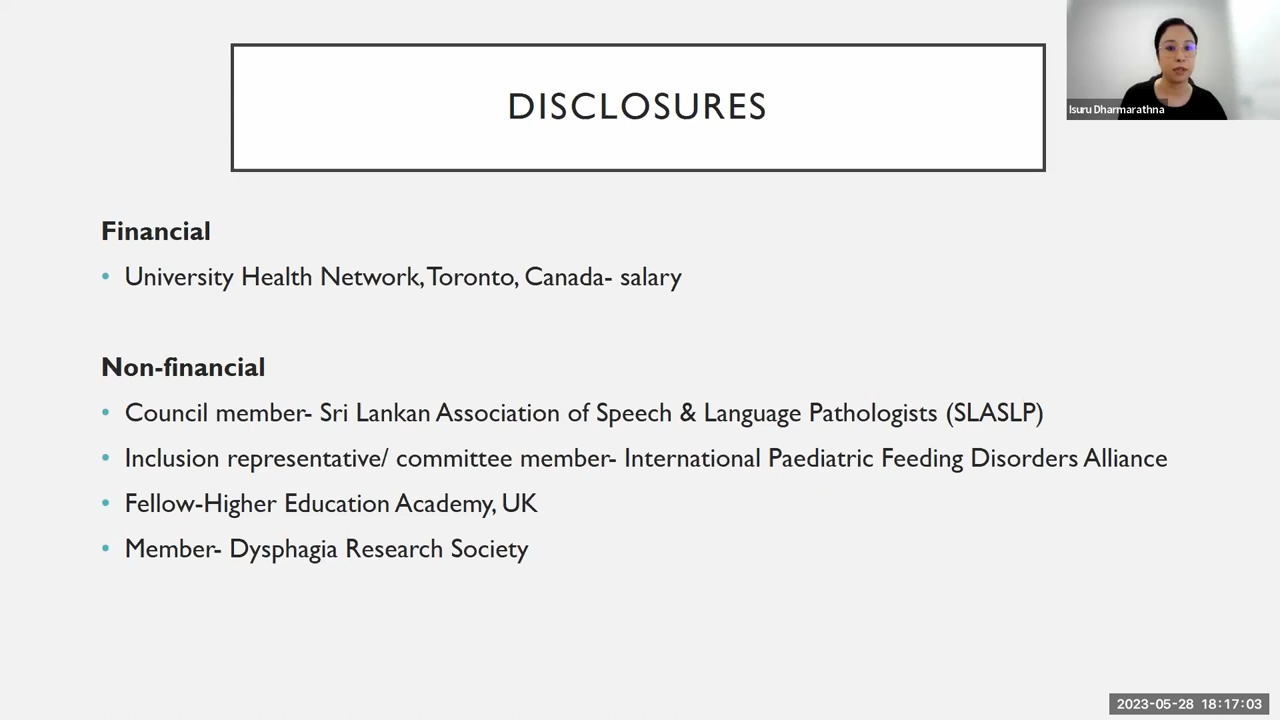 DISCLOSURES
Isuru Dharmarathna
Financial
• University Health Network, Toronto, Canada- salary
Non-financial
• Council member- Sri Lankan Association of Speech & Language Pathologists (SLASLP)
• Inclusion representative/ committee member- International Paediatric Feeding Disorders Alliance
• Fellow-Higher Education Academy, UK
• Member- Dysphagia Research Society
2023-05-28 18:17:03